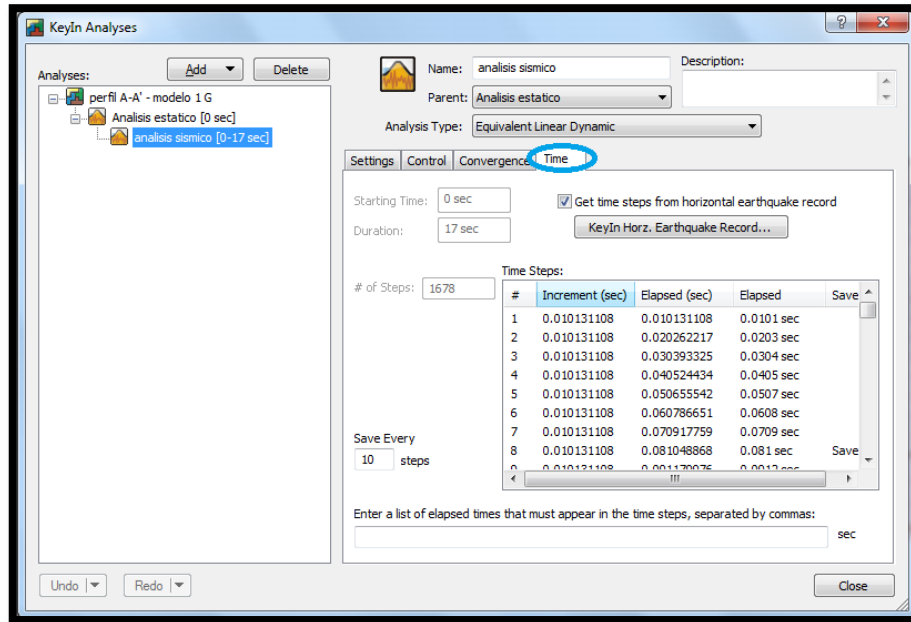 KeyIn Analyses
Analyses:
Add
Delete
perfil A-A' - modelo 1 G
Analisis estatico [0 sec]
analisis sismico [0-17 sec]
Name: analisis sismico
Description:
Parent: Analisis estatico
Analysis Type: Equivalent Linear Dynamic
Settings Control Convergence Time
Starting Time: 0 sec
Get time steps from horizontal earthquake record
Duration: 17 sec
KeyIn Horz. Earthquake Record...
# of Steps: 1678
Time Steps:
# Increment (sec) Elapsed (sec) Elapsed Save
1 0.010131108 0.010131108 0.0101 sec
2 0.010131108 0.020262217 0.0203 sec
3 0.010131108 0.030393325 0.0304 sec
4 0.010131108 0.040524434 0.0405 sec
5 0.010131108 0.050655542 0.0507 sec
6 0.010131108 0.060786651 0.0608 sec
7 0.010131108 0.070917759 0.0709 sec
8 0.010131108 0.081048868 0.081 sec Save
Save Every
10 steps
Enter a list of elapsed times that must appear in the time steps, separated by commas:
sec
Undo
Redo
Close